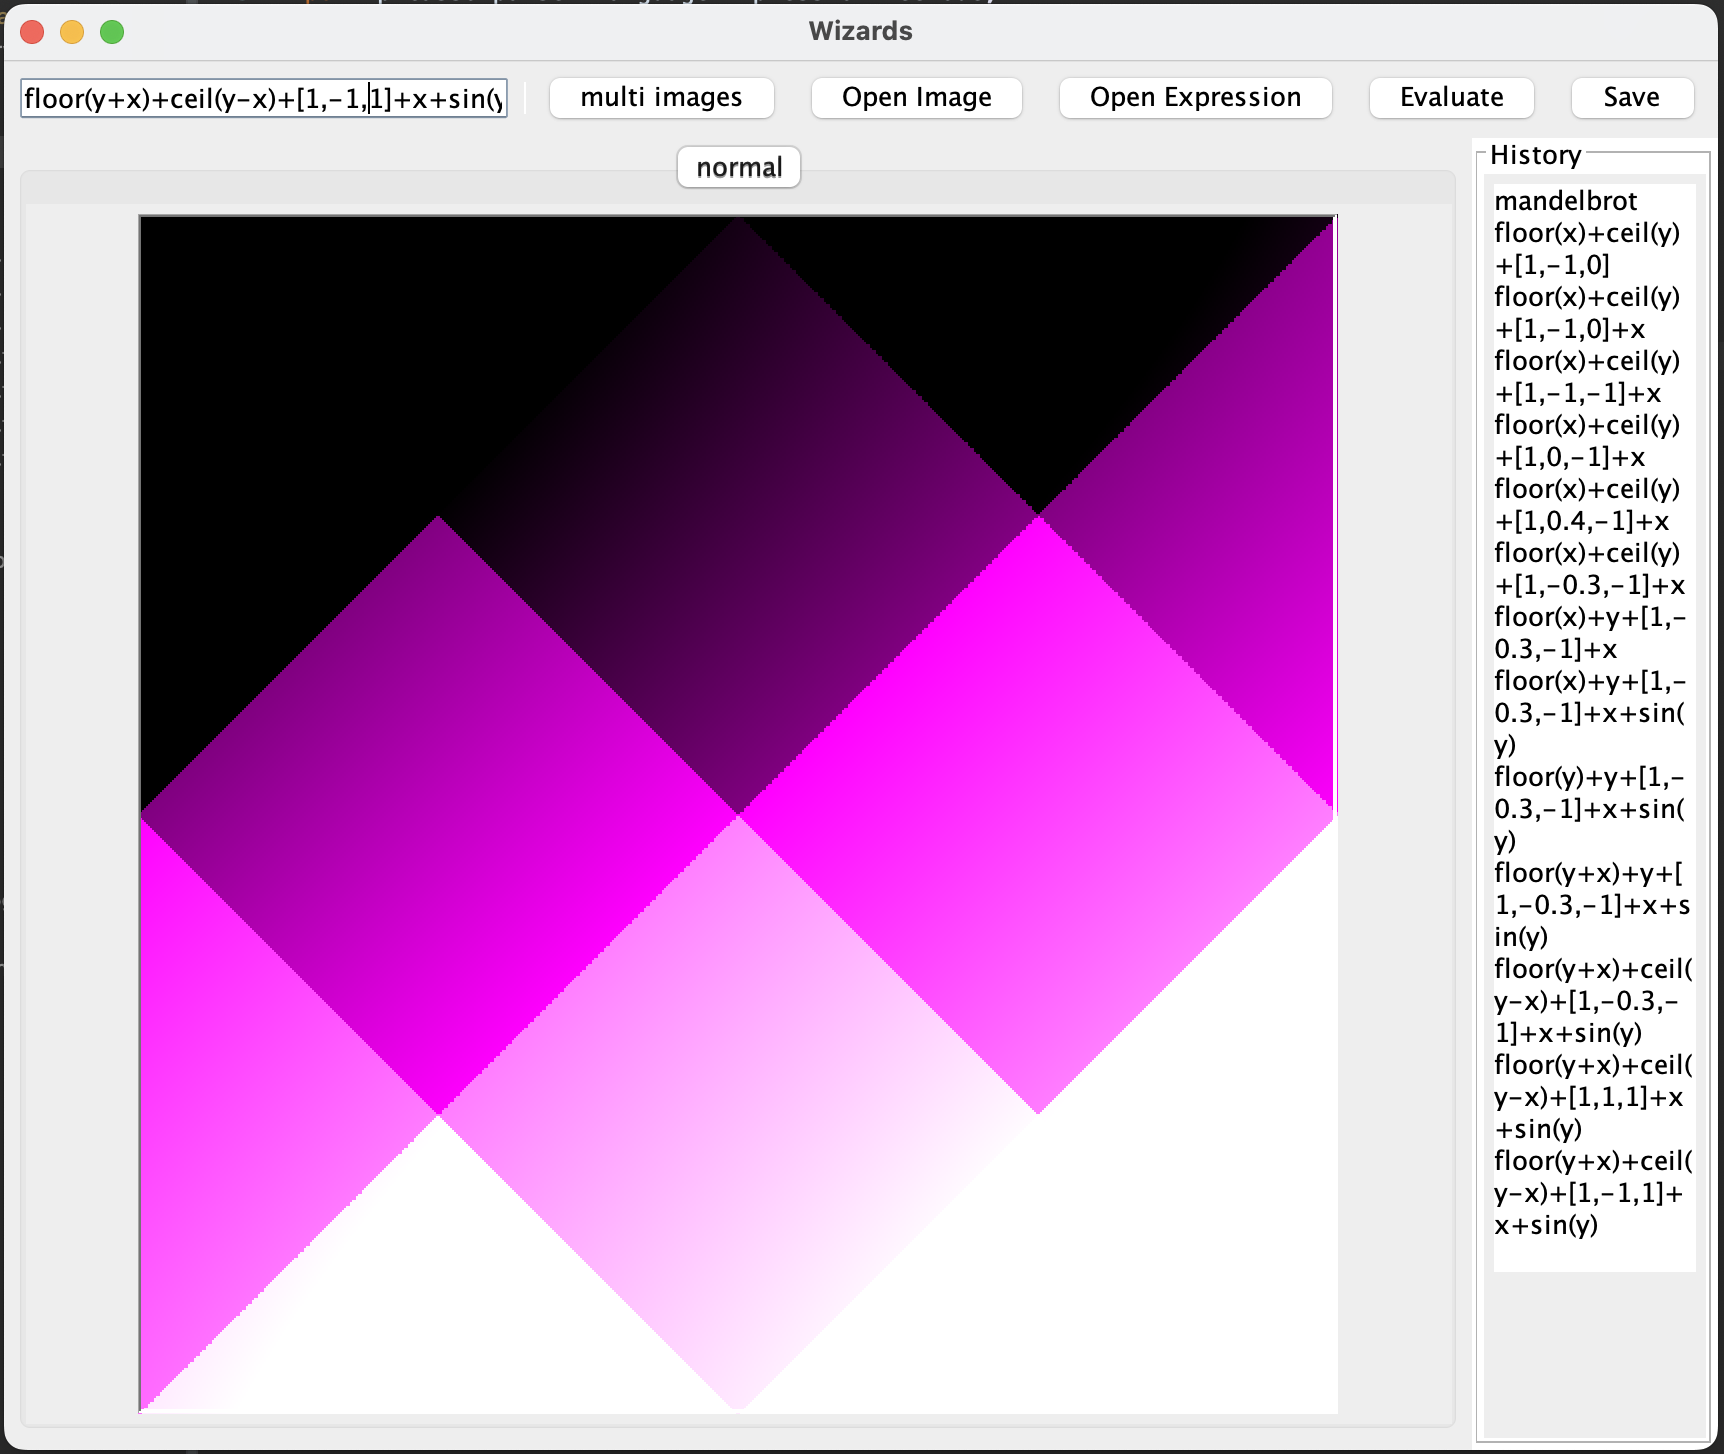 Wizards
floor(y+x)+ceil(y-x)+[1,-1,1]+x+sin(y
multi images
Open Image
Open Expression
Evaluate
Save
normal
History
mandelbrot
floor(x)+ceil(y)
+[1,-1,0]
floor(x)+ceil(y)
+[1,-1,0]+x
floor(x)+ceil(y)
+[1,-1,-1]+x
floor(x)+ceil(y)
+[1,0,-1]+x
floor(x)+ceil(y)
+[1,0.4,-1]+x
floor(x)+ceil(y)
+[1,-0.3,-1]+x
floor(x)+y+[1,-
0.3,-1]+x
floor(x)+y+[1,-
0.3,-1]+x+sin(
y)
floor(y)+y+[1,-
0.3,-1]+x+sin(
y)
floor(y+x)+y+[
1,-0.3,-1]+x+s
in(y)
floor(y+x)+ceil(
y-x)+[1,-0.3,-
1]+x+sin(y)
floor(y+x)+ceil(
y-x)+[1,1,1]+x
+sin(y)
floor(y+x)+ceil(
y-x)+[1,-1,1]+
x+sin(y)